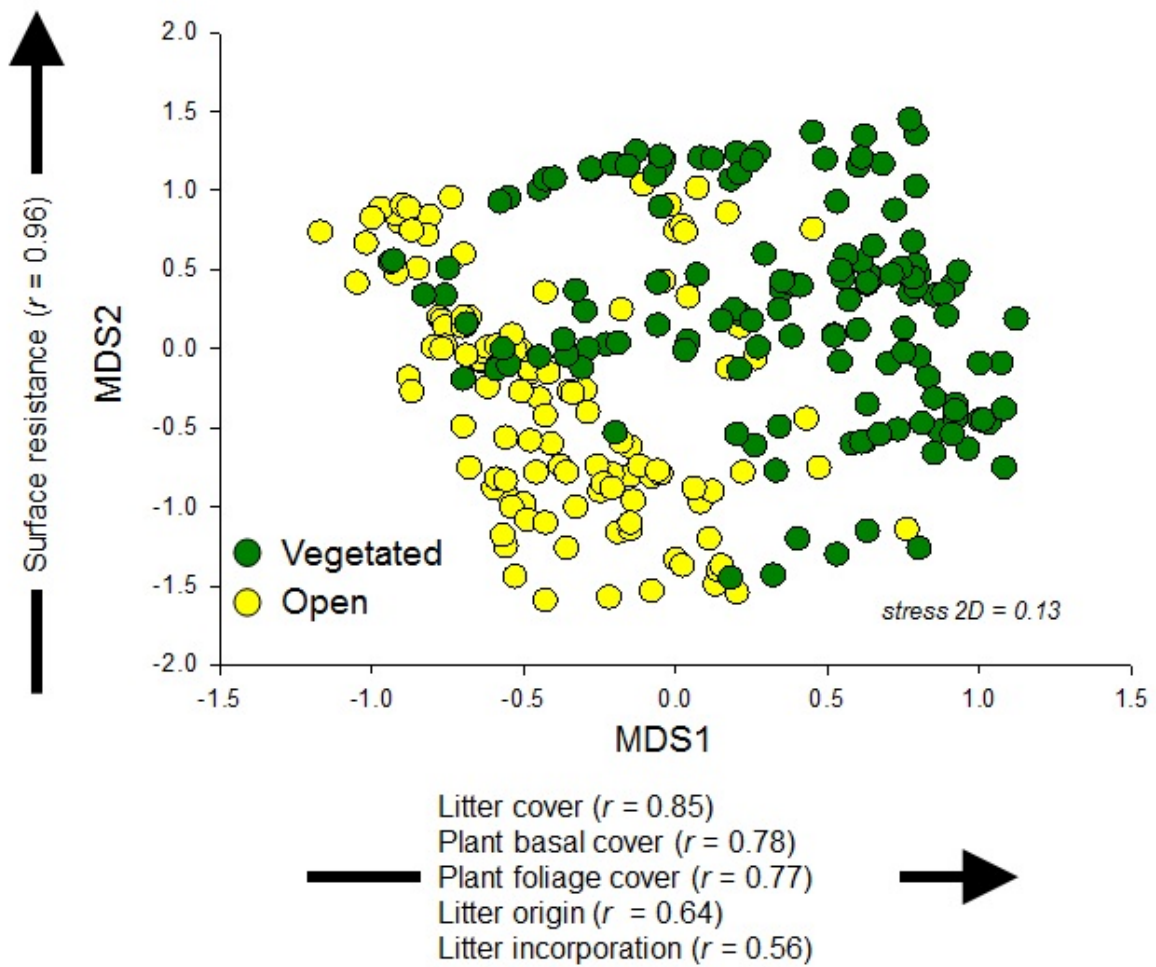 2.0
1.5
1.0
0.5
0.0
-0.5
-1.0
-1.5
-2.0
MDS2
Surface resistance (r = 0.96)
Vegetated
Open
stress 2D = 0.13
-1.5 -1.0 -0.5 0.0 0.5 1.0 1.5
MDS1
Litter cover (r = 0.85)
Plant basal cover (r = 0.78)
Plant foliage cover (r = 0.77)
Litter origin (r = 0.64)
Litter incorporation (r = 0.56)